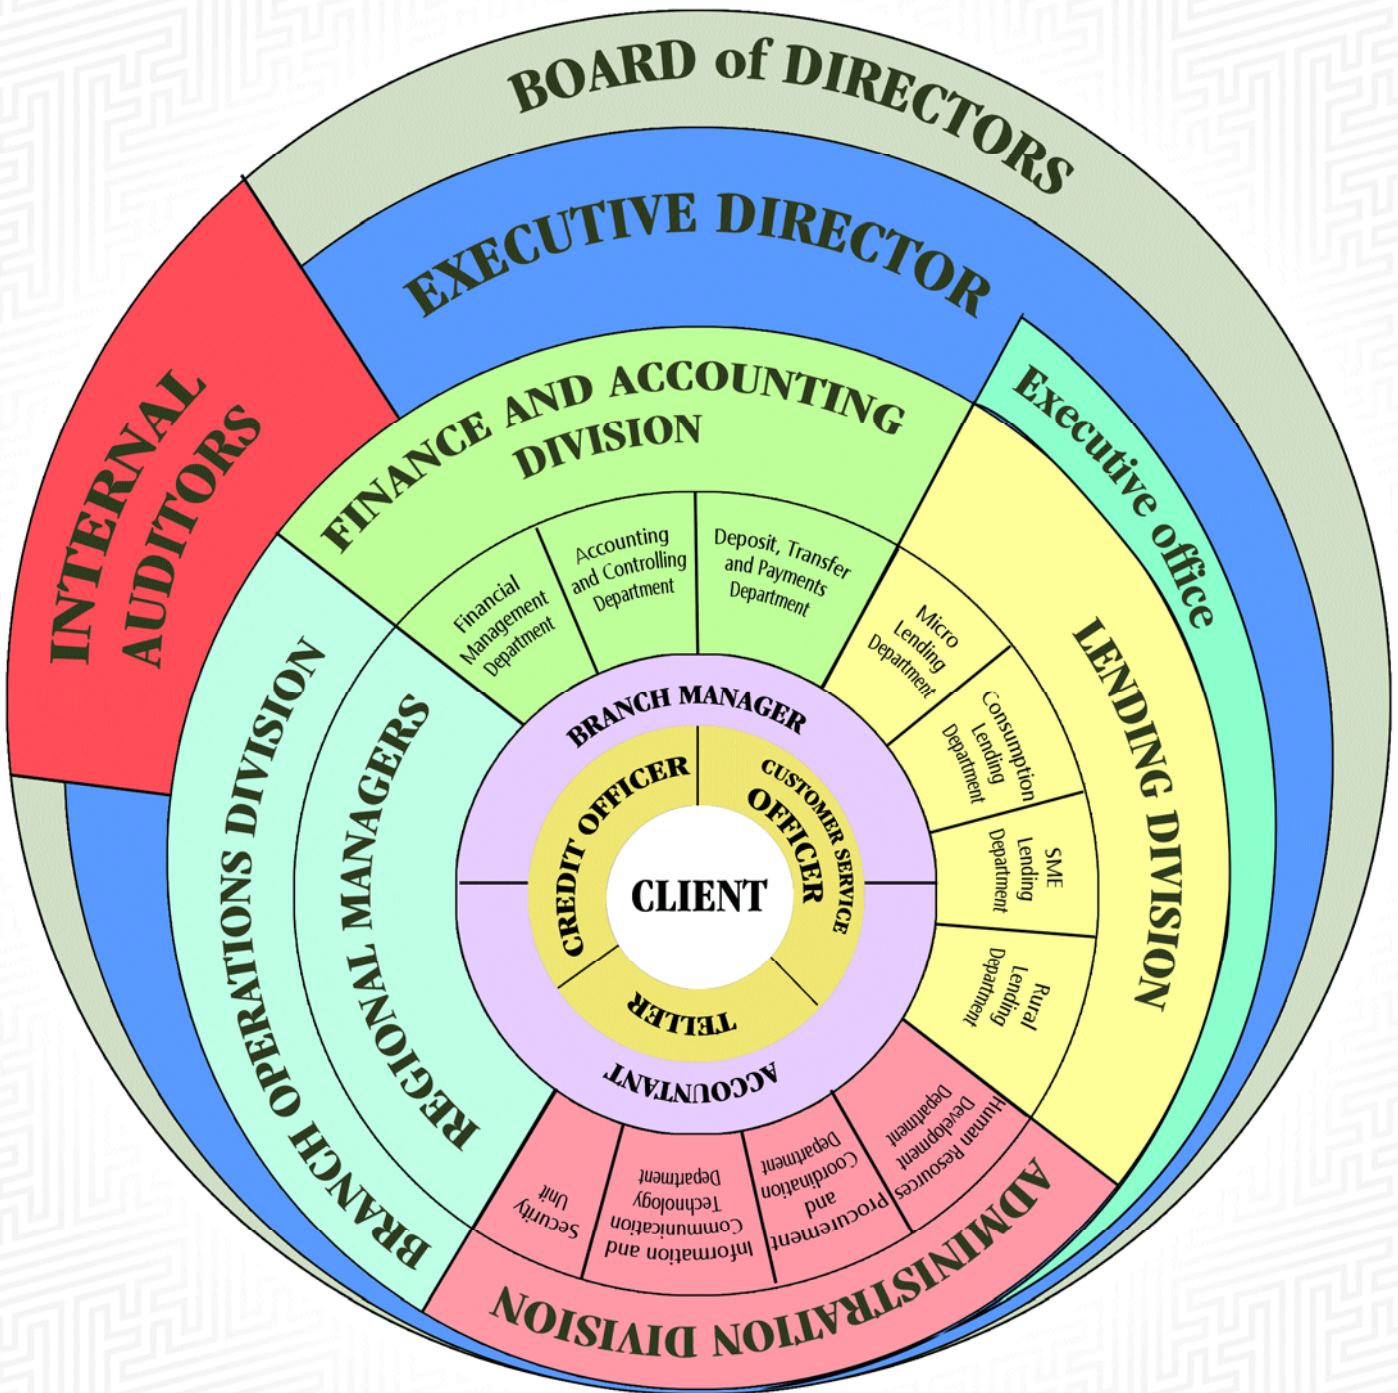 BOARD of DIRECTORS
EXECUTIVE DIRECTOR
Executive office
INTERNAL
AUDITORS
FINANCE AND ACCOUNTING
DIVISION
Financial
Management
Department
Accounting
and Controlling
Department
Deposit, Transfer
and Payments
Department
LENDING DIVISION
Micro
Lending
Department
Consumption
Lending
Department
SME
Lending
Department
Rural
Lending
Department
ADMINISTRATION DIVISION
Human Resources
Development
Department
Procurement
and
Coordination
Department
Information and
Communication
Technology
Department
Security
Unit
BRANCH OPERATIONS DIVISION
REGIONAL MANAGERS
BRANCH MANAGER
ACCOUNTANT
CREDIT OFFICER
CUSTOMER SERVICE
OFFICER
TELLER
CLIENT